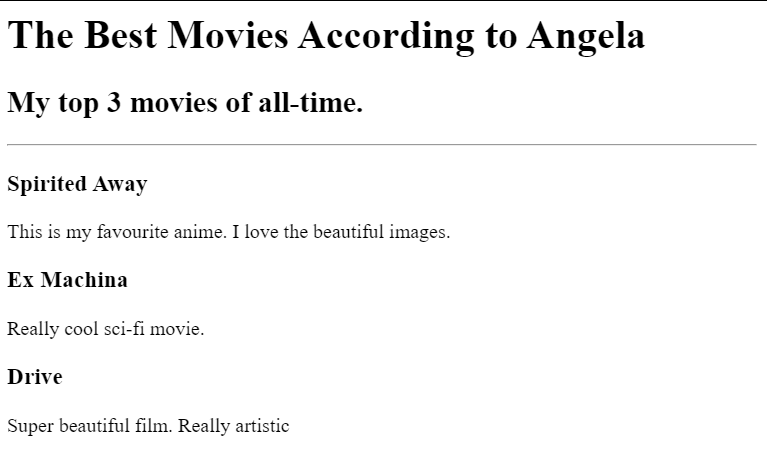 The Best Movies According to Angela
My top 3 movies of all-time.
Spirited Away
This is my favourite anime. I love the beautiful images.
Ex Machina
Really cool sci-fi movie.
Drive
Super beautiful film. Really artistic